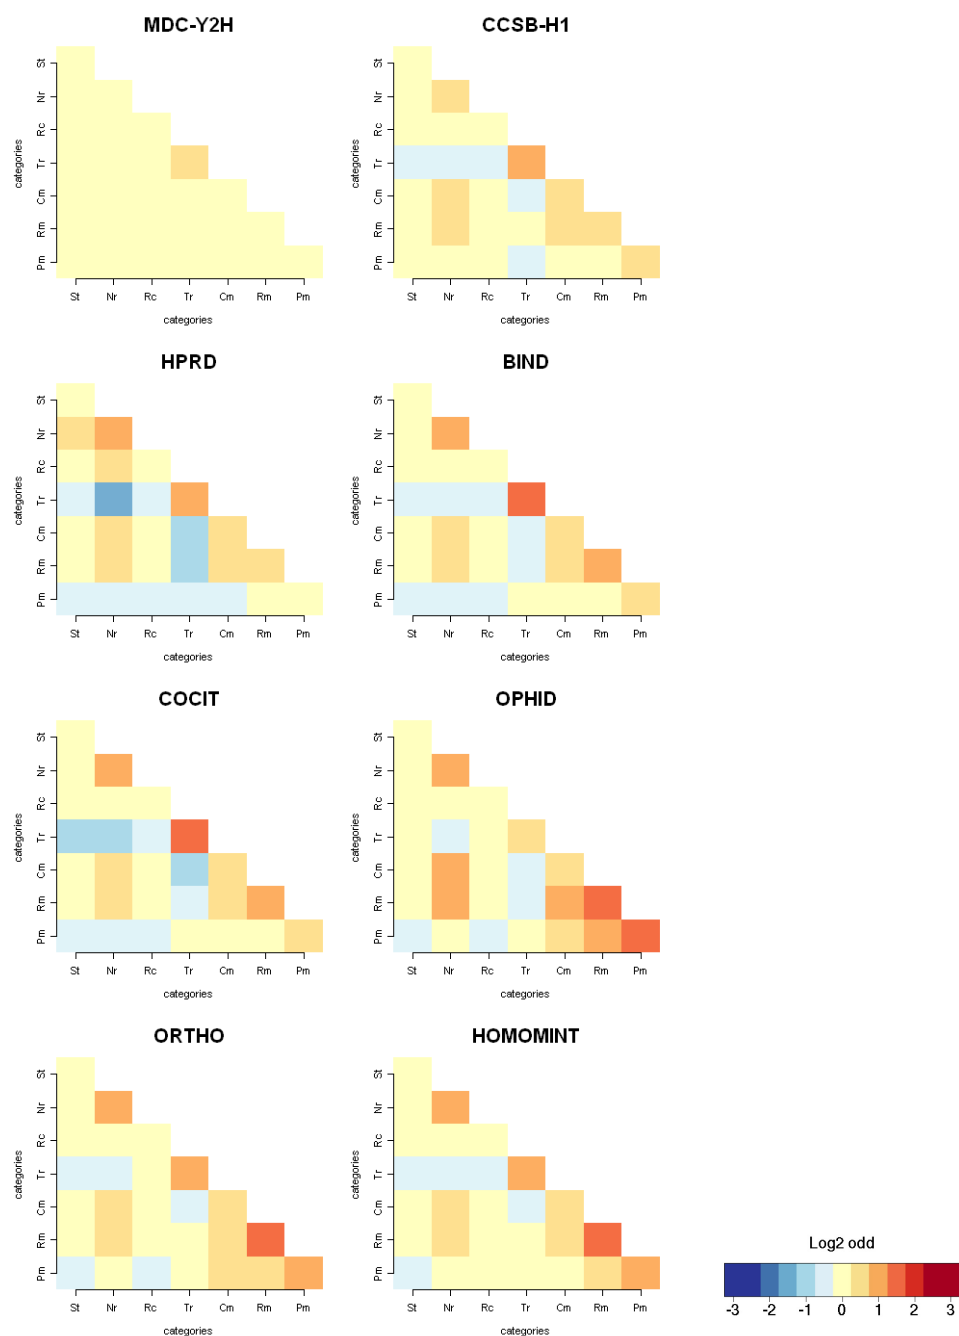 MDC-Y2H
CCSB-H1
categories
St
Nr
Rc
Tr
Cm
Rm
Pm
St Nr Rc Tr Cm Rm Pm
categories
categories
St
Nr
Rc
Tr
Cm
Rm
Pm
St Nr Rc Tr Cm Rm Pm
categories
HPRD
BIND
categories
St
Nr
Rc
Tr
Cm
Rm
Pm
St Nr Rc Tr Cm Rm Pm
categories
categories
St
Nr
Rc
Tr
Cm
Rm
Pm
St Nr Rc Tr Cm Rm Pm
categories
COCIT
OPHID
categories
St
Nr
Rc
Tr
Cm
Rm
Pm
St Nr Rc Tr Cm Rm Pm
categories
categories
St
Nr
Rc
Tr
Cm
Rm
Pm
St Nr Rc Tr Cm Rm Pm
categories
ORTHO
HOMOMINT
categories
St
Nr
Rc
Tr
Cm
Rm
Pm
St Nr Rc Tr Cm Rm Pm
categories
categories
St
Nr
Rc
Tr
Cm
Rm
Pm
St Nr Rc Tr Cm Rm Pm
categories
Log2 odd
-3 -2 -1 0 1 2 3